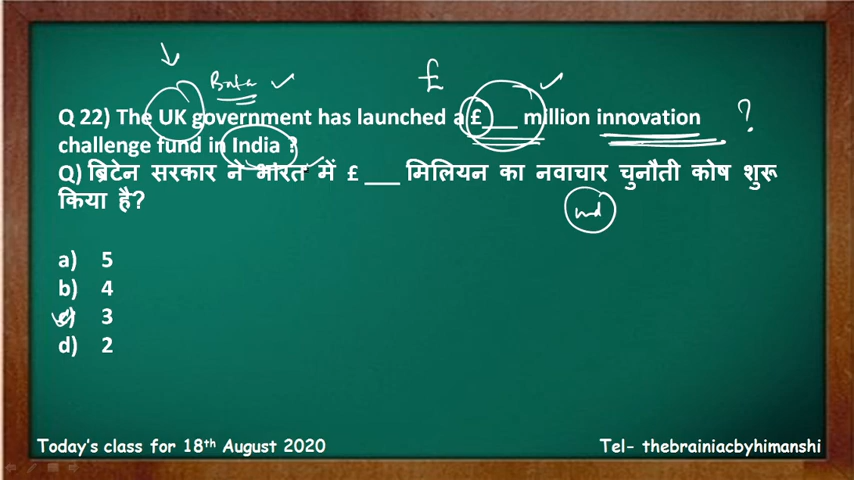 £
Q 22) The UK government has launched a £___ million innovation
challenge fund in India ?
Q) ब्रिटेन सरकार ने भारत में £ ___ मिलियन का नवाचार चुनौती कोष शुरू
किया है?
a) 5
b) 4
c) 3
d) 2
Today's class for 18th August 2020
Tel- thebrainiacbyhimanshi